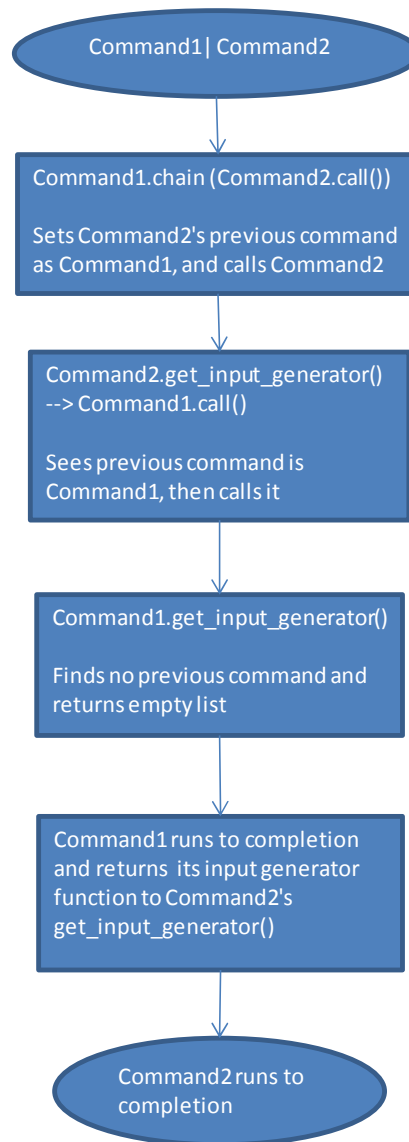 Command1| Command2
Command1.chain (Command2.call())
Sets Command2's previous command
as Command1, and calls Command2
Command2.get_input_generator()
--> Command1.call()
Sees previous command is
Command1, then calls it
Command1.get_input_generator()
Finds no previous command and
returns empty list
Command1 runs to completion
and returns its input generator
function to Command2's
get_input_generator()
Command2 runs to
completion